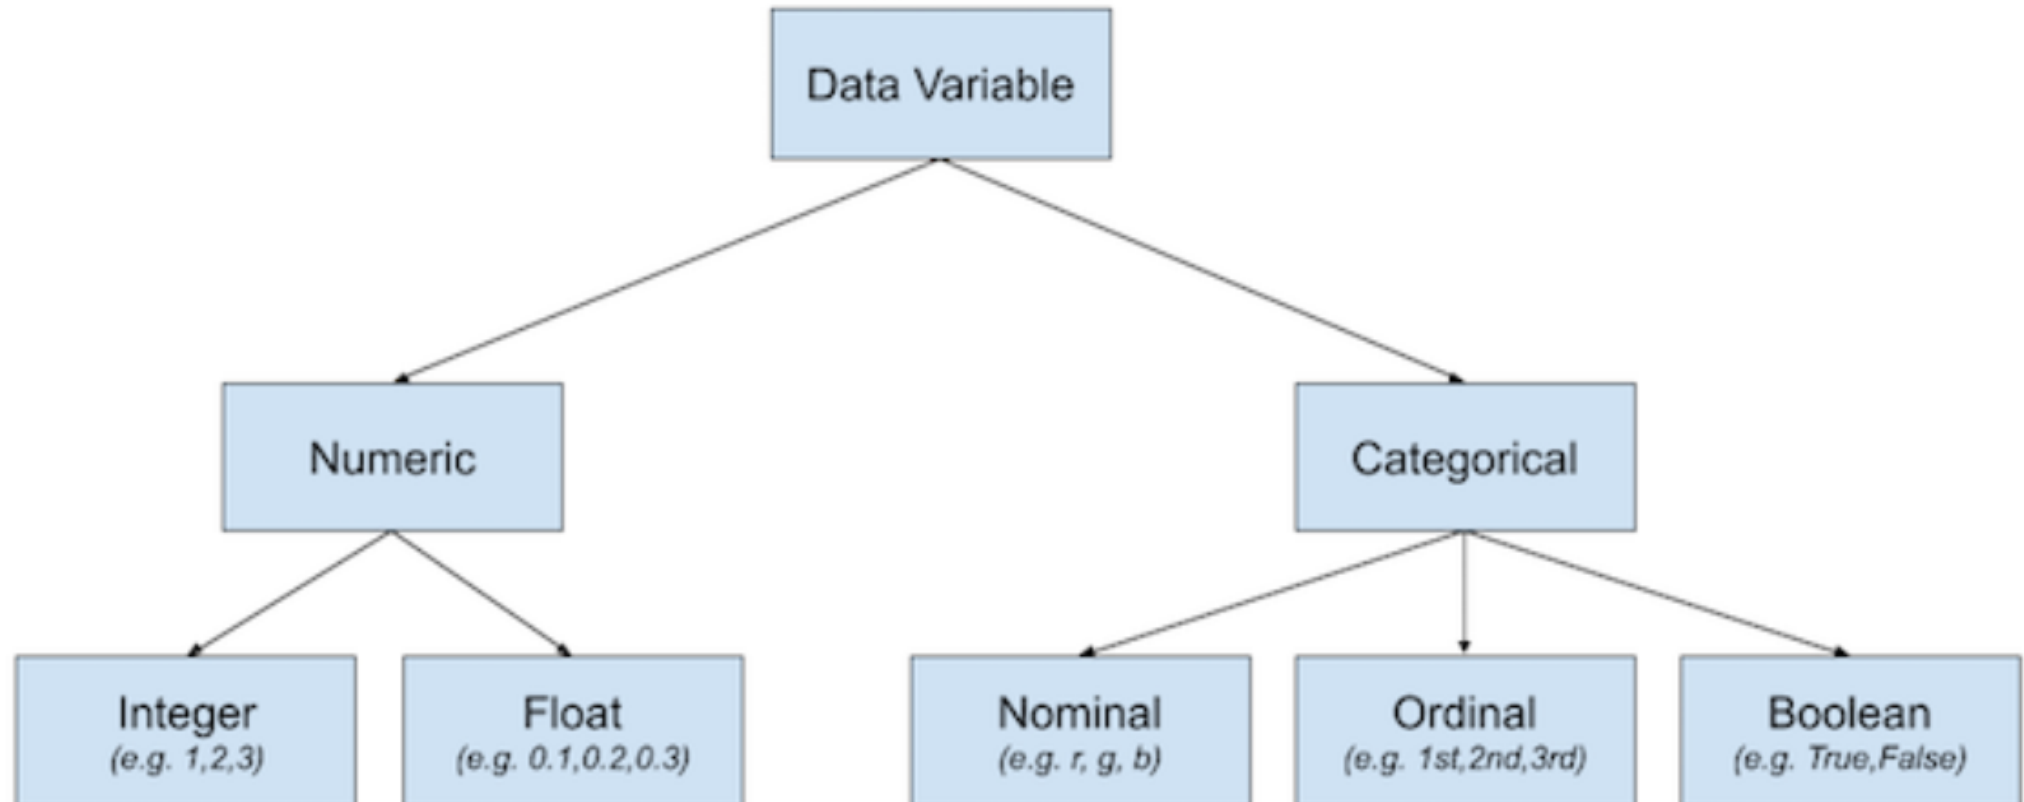 Data Variable
Numeric
Categorical
Integer
(e.g. 1,2,3)
Float
(e.g. 0.1,0.2,0.3)
Nominal
(e.g. r, g, b)
Ordinal
(e.g. 1st,2nd,3rd)
Boolean
(e.g. True,False)